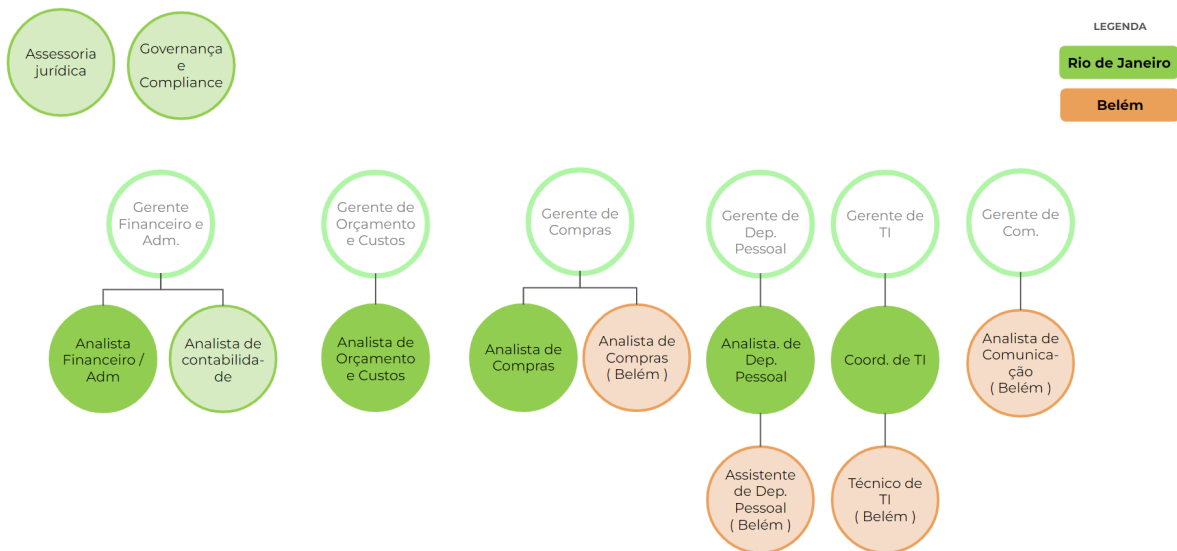 Assessoria
jurídica
Governança
e
Compliance
LEGENDA
Rio de Janeiro
Belém
Gerente
Financeiro e
Adm.
Gerente de
Orçamento
e Custos
Gerente de
Compras
Gerente de
Dep.
Pessoal
Gerente de
TI
Gerente de
Com.
Analista
Financeiro /
Adm
Analista de
contabilida-
de
Analista de
Orçamento
e Custos
Analista de
Compras
Analista de
Compras
( Belém )
Analista. de
Dep.
Pessoal
Coord. de TI
Analista de
Comunica-
ção
( Belém )
Assistente
de Dep.
Pessoal
( Belém )
Técnico de
TI
( Belém )